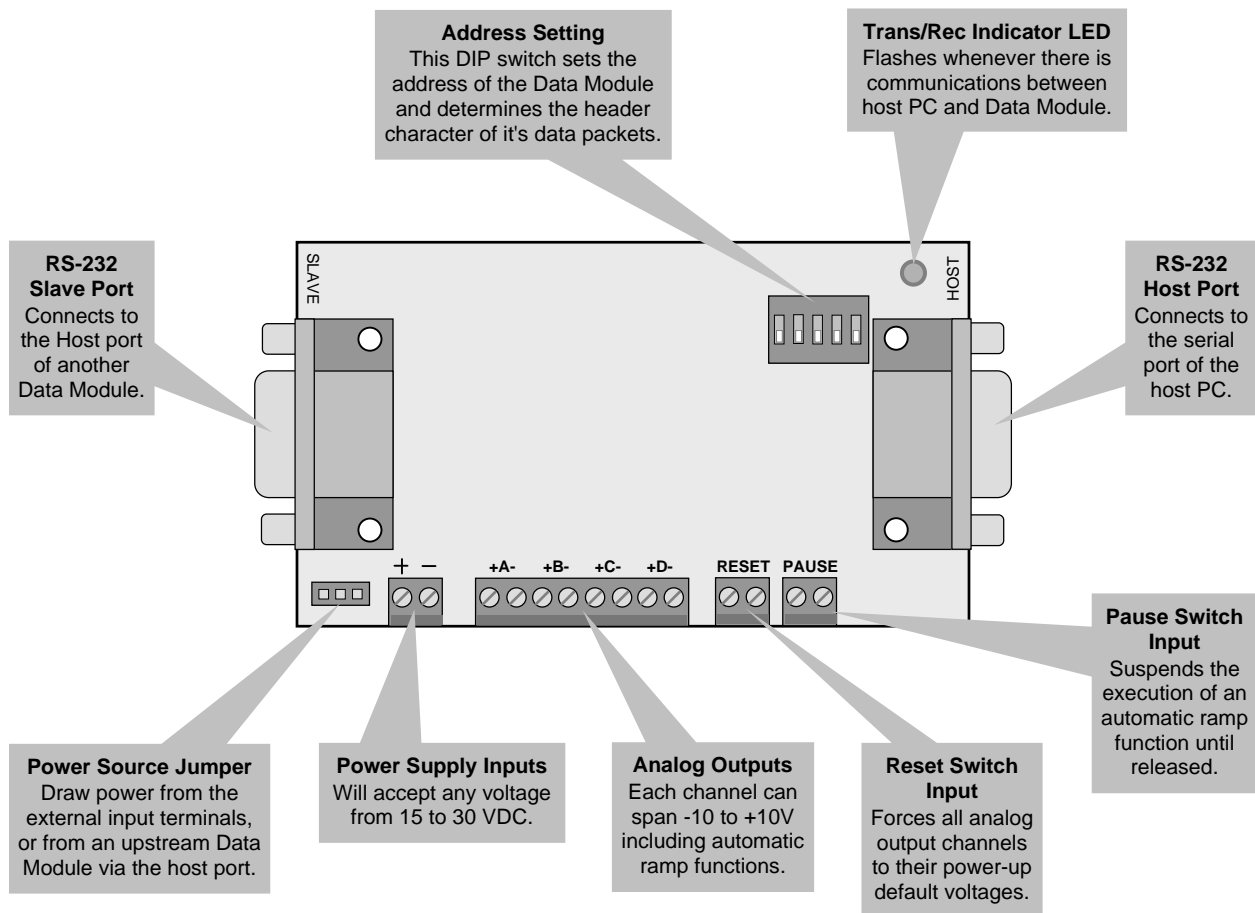 Address Setting
This DIP switch sets the
address of the Data Module
and determines the header
character of it's data packets.
Trans/Rec Indicator LED
Flashes whenever there is
communications between
host PC and Data Module.
RS-232
Slave Port
Connects to
the Host port
of another
Data Module.
SLAVE
HOST
RS-232
Host Port
Connects to
the serial
port of the
host PC.
+ −
+A- +B- +C- +D-
RESET PAUSE
Power Source Jumper
Draw power from the
external input terminals,
or from an upstream Data
Module via the host port.
Power Supply Inputs
Will accept any voltage
from 15 to 30 VDC.
Analog Outputs
Each channel can
span -10 to +10V
including automatic
ramp functions.
Reset Switch
Input
Forces all analog
output channels
to their power-up
default voltages.
Pause Switch
Input
Suspends the
execution of an
automatic ramp
function until
released.